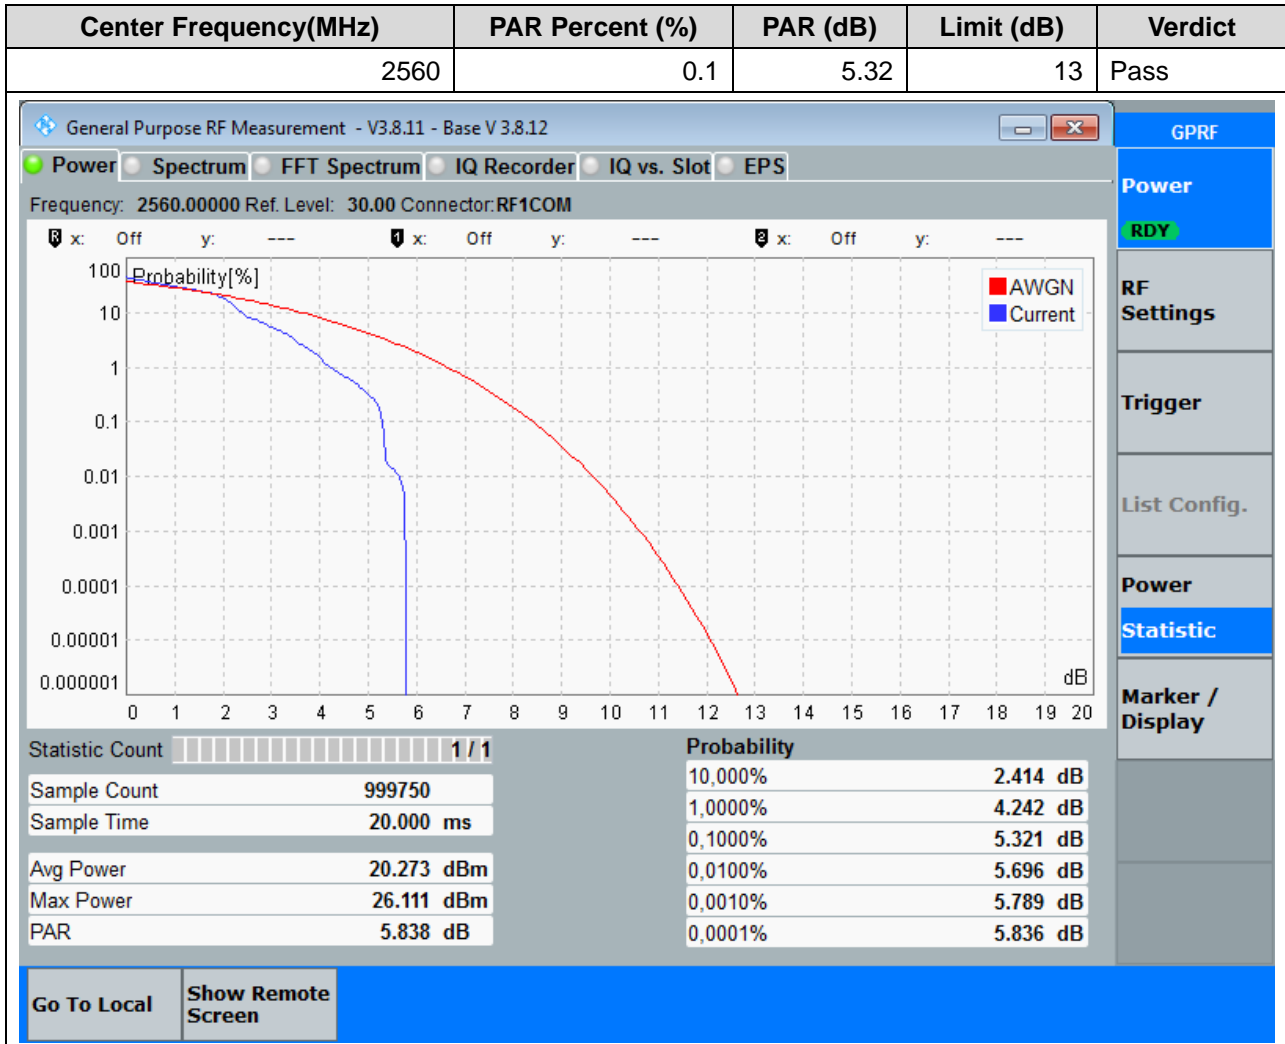 Center Frequency(MHz) PAR Percent (%) PAR (dB) Limit (dB) Verdict
2560 0.1 5.32 13 Pass
General Purpose RF Measurement - V3.8.11 - Base V 3.8.12
GPRF
Power Spectrum FFT Spectrum IQ Recorder IQ vs. Slot EPS
Frequency: 2560.00000 Ref. Level: 30.00 Connector:RF1COM
R x: Off y: --- 1 x: Off y: --- 2 x: Off y: ---
Probability[%]
100
10
1
0.1
0.01
0.001
0.0001
0.00001
0.000001
AWGN
Current
dB
0 1 2 3 4 5 6 7 8 9 10 11 12 13 14 15 16 17 18 19 20
Statistic Count 1 / 1
Sample Count 999750
Sample Time 20.000 ms
Avg Power 20.273 dBm
Max Power 26.111 dBm
PAR 5.838 dB
Probability
10,000% 2.414 dB
1,0000% 4.242 dB
0,1000% 5.321 dB
0,0100% 5.696 dB
0,0010% 5.789 dB
0,0001% 5.836 dB
Power
RDY
RF
Settings
Trigger
List Config.
Power
Statistic
Marker /
Display
Go To Local
Show Remote
Screen